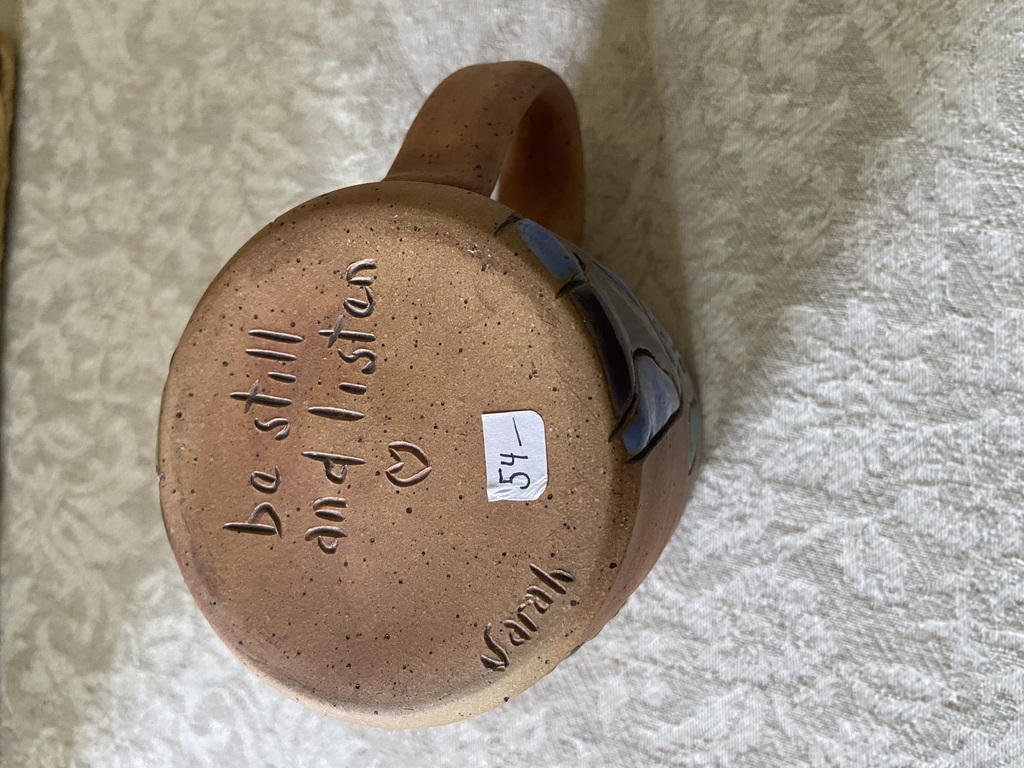 be still
and listen
54-
Sarah